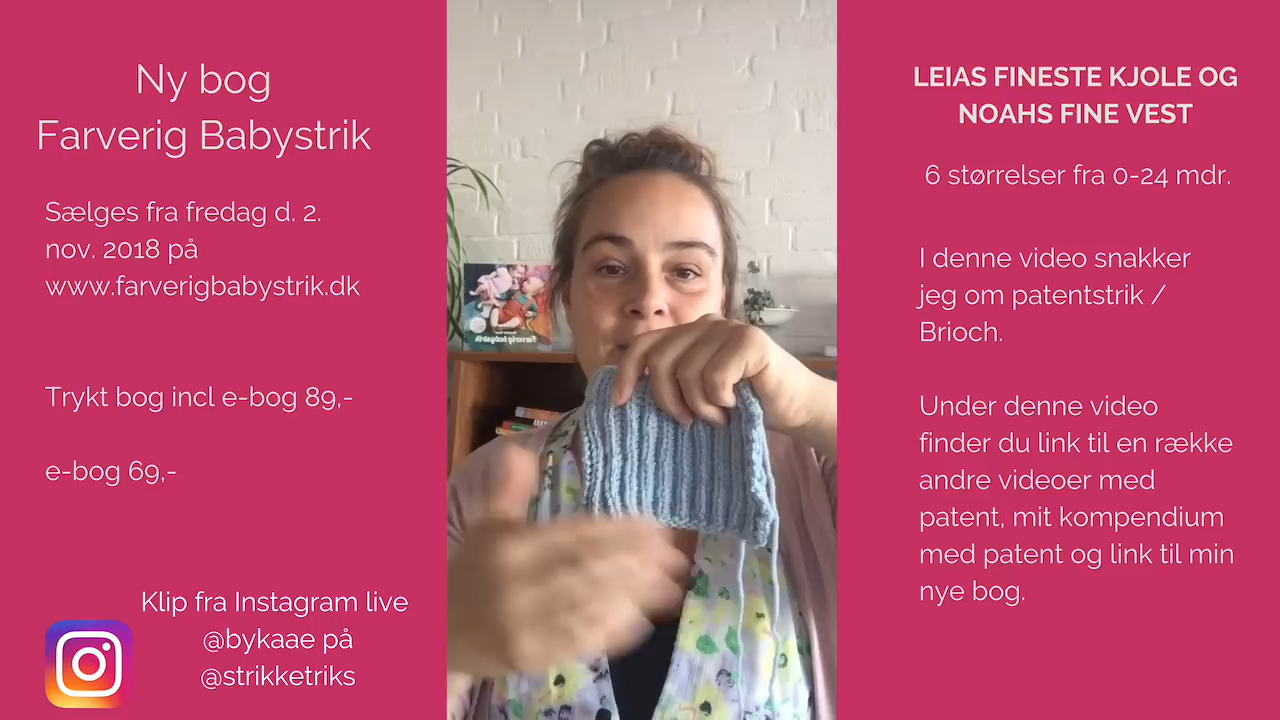 Ny bog
Farverig Babystrik
Sælges fra fredag d. 2.
nov. 2018 på
www.farverigbabystrik.dk
Trykt bog incl e-bog 89,-
e-bog 69,-
Klip fra Instagram live
@bykaae på
@strikketriks
Farverig babystrik
LEIAS FINESTE KJOLE OG
NOAHS FINE VEST
6 størrelser fra 0-24 mdr.
I denne video snakker
jeg om patentstrik /
Brioch.
Under denne video
finder du link til en række
andre videoer med
patent, mit kompendium
med patent og link til min
nye bog.